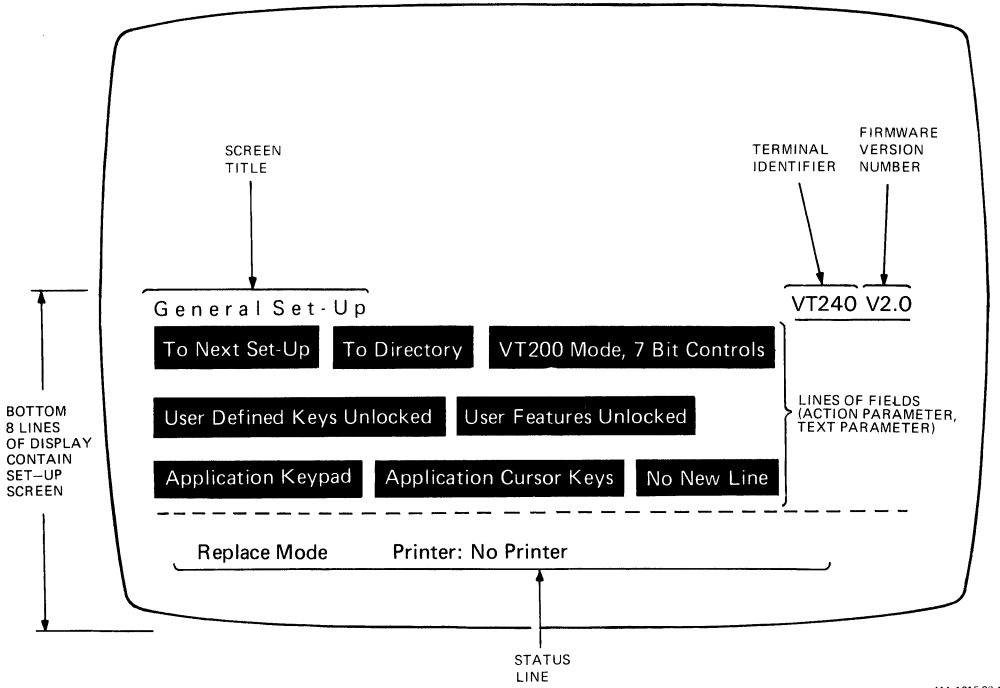 FIRMWARE
VERSION
NUMBER
SCREEN
TITLE
TERMINAL
IDENTIFIER
General Set-Up
VT240 V2.0
To Next Set-Up To Directory VT200 Mode, 7 Bit Controls
User Defined Keys Unlocked User Features Unlocked
Application Keypad Application Cursor Keys No New Line
LINES OF FIELDS
(ACTION PARAMETER,
TEXT PARAMETER)
BOTTOM
8 LINES
OF DISPLAY
CONTAIN
SET–UP
SCREEN
Replace Mode Printer: No Printer
STATUS
LINE